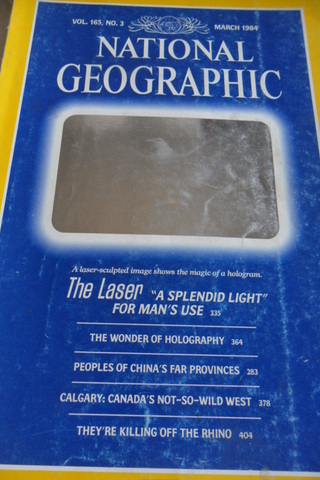 VOL. 165, NO. 3 MARCH 1984
NATIONAL
GEOGRAPHIC
A laser-sculpted image shows the magic of a hologram.
The Laser "A SPLENDID LIGHT"
FOR MAN'S USE 335
THE WONDER OF HOLOGRAPHY 364
PEOPLES OF CHINA'S FAR PROVINCES 283
CALGARY: CANADA'S NOT-SO-WILD WEST 378
THEY'RE KILLING OFF THE RHINO 404